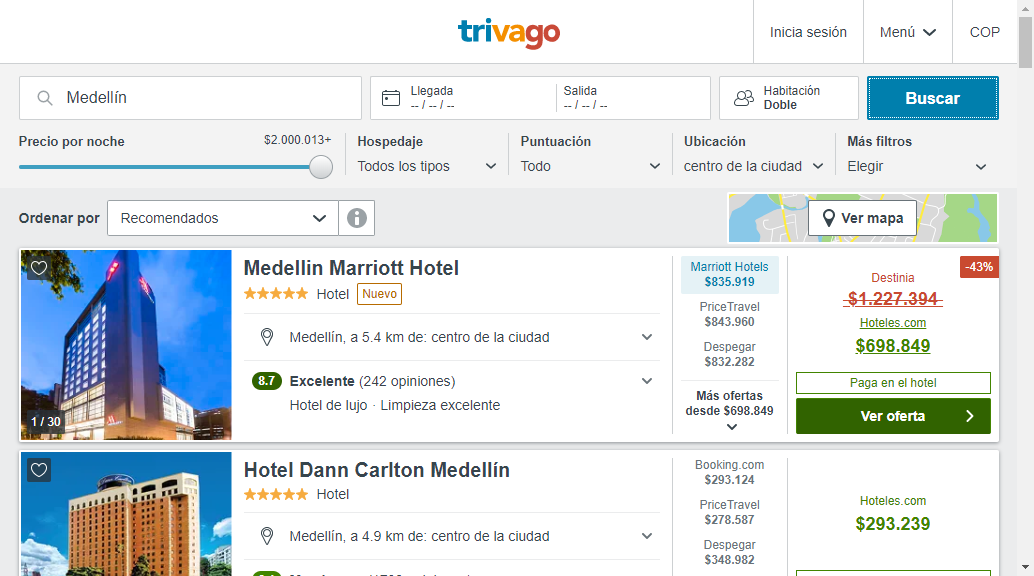 trivago
Inicia sesión
Menú
COP
Medellín
Llegada
-- / -- / --
Salida
-- / -- / --
Habitación
Doble
Buscar
Precio por noche
$2.000.013+
Hospedaje
Todos los tipos
Puntuación
Todo
Ubicación
centro de la ciudad
Más filtros
Elegir
Ordenar por
Recomendados
Ver mapa
1 / 30
Medellin Marriott Hotel
Hotel
Nuevo
Medellín, a 5.4 km de: centro de la ciudad
8.7 Excelente (242 opiniones)
Hotel de lujo · Limpieza excelente
Marriott Hotels
$835.919
PriceTravel
$843.960
Despegar
$832.282
Más ofertas
desde $698.849
-43%
Destinia
$1.227.394
Hoteles.com
$698.849
Paga en el hotel
Ver oferta
Hotel Dann Carlton Medellín
Hotel
Medellín, a 4.9 km de: centro de la ciudad
Booking.com
$293.124
PriceTravel
$278.587
Despegar
$348.982
Hoteles.com
$293.239